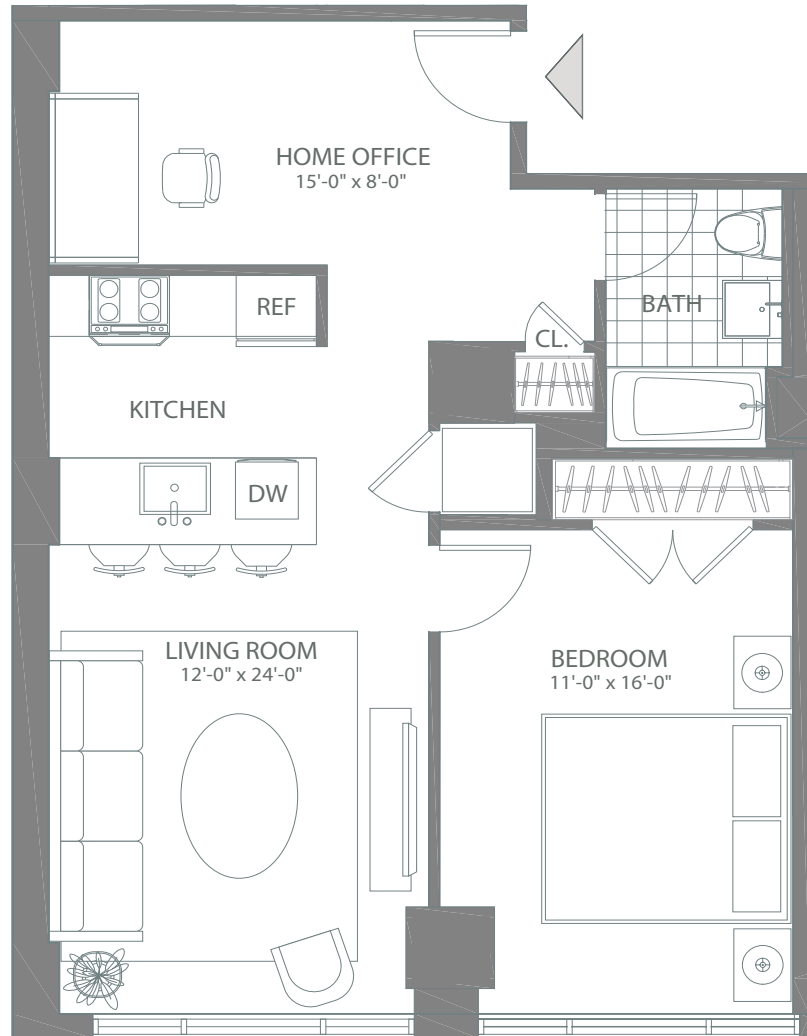 HOME OFFICE
15'-0" x 8'-0"
REF
BATH
CL.
KITCHEN
DW
LIVING ROOM
12'-0" x 24'-0"
BEDROOM
11'-0" x 16'-0"